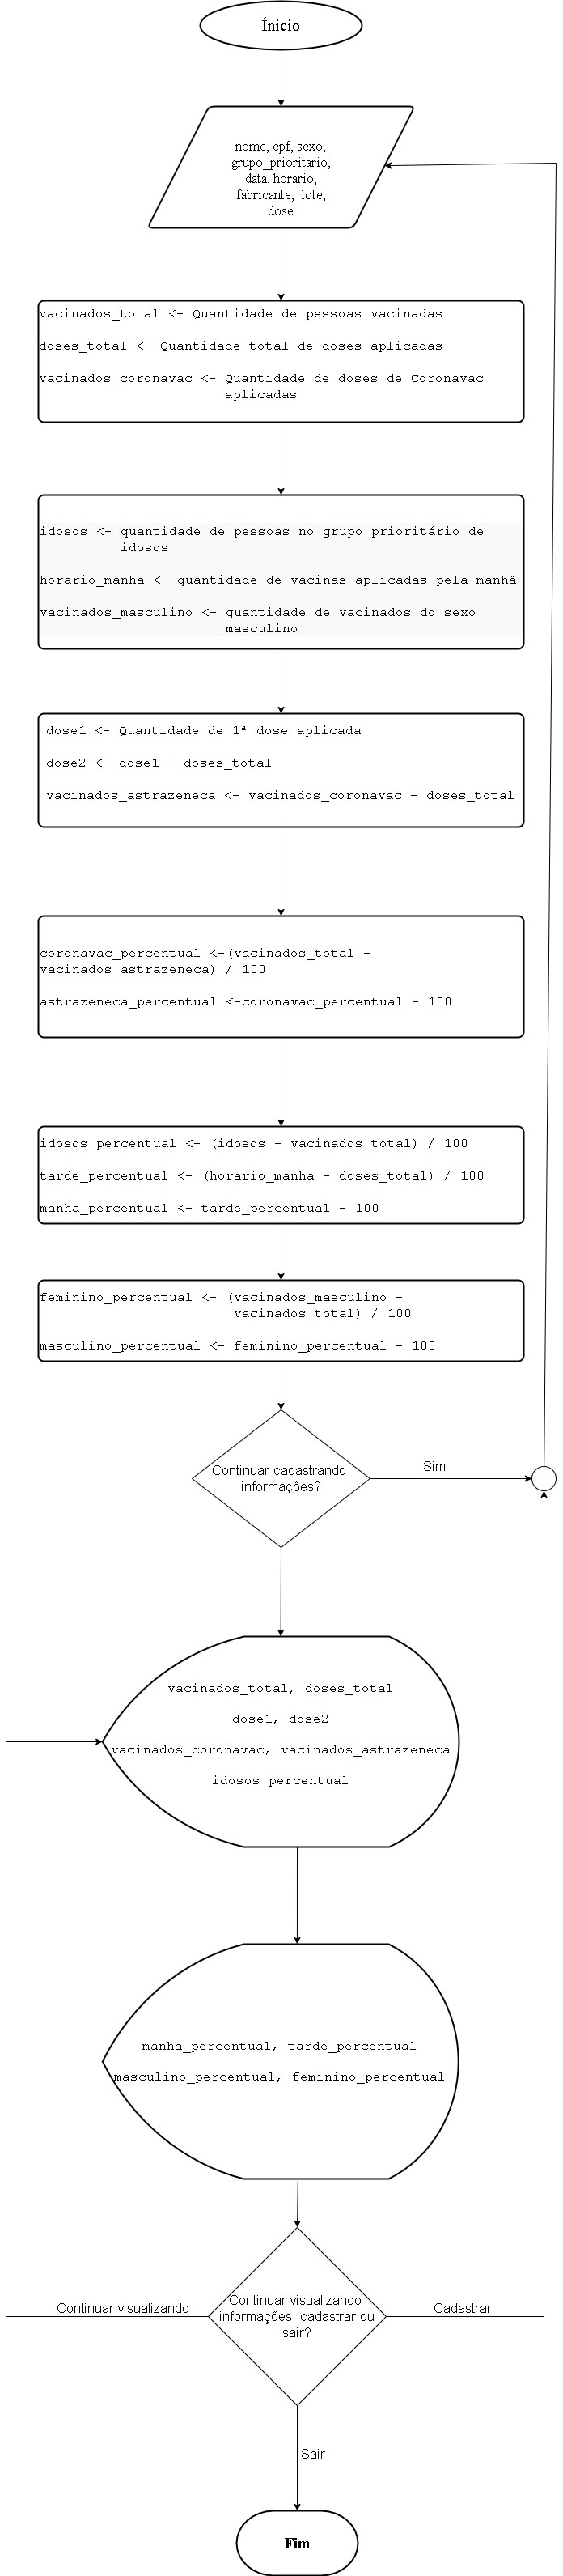 Ínicio
nome, cpf, sexo,
grupo_prioritario,
data, horario,
fabricante, lote,
dose
vacinados_total <- Quantidade de pessoas vacinadas
doses_total <- Quantidade total de doses aplicadas
vacinados_coronavac <- Quantidade de doses de Coronavac
aplicadas
idosos <- quantidade de pessoas no grupo prioritário de
idosos
horario_manha <- quantidade de vacinas aplicadas pela manhã
vacinados_masculino <- quantidade de vacinados do sexo
masculino
dose1 <- Quantidade de 1ª dose aplicada
dose2 <- dose1 - doses_total
vacinados_astrazeneca <- vacinados_coronavac - doses_total
coronavac_percentual <-(vacinados_total -
vacinados_astrazeneca) / 100
astrazeneca_percentual <-coronavac_percentual - 100
idosos_percentual <- (idosos - vacinados_total) / 100
tarde_percentual <- (horario_manha - doses_total) / 100
manha_percentual <- tarde_percentual - 100
feminino_percentual <- (vacinados_masculino -
vacinados_total) / 100
masculino_percentual <- feminino_percentual - 100
Continuar cadastrando
informações?
Sim
vacinados_total, doses_total
dose1, dose2
vacinados_coronavac, vacinados_astrazeneca
idosos_percentual
manha_percentual, tarde_percentual
masculino_percentual, feminino_percentual
Continuar visualizando
informações, cadastrar ou
sair?
Continuar visualizando
Cadastrar
Sair
Fim